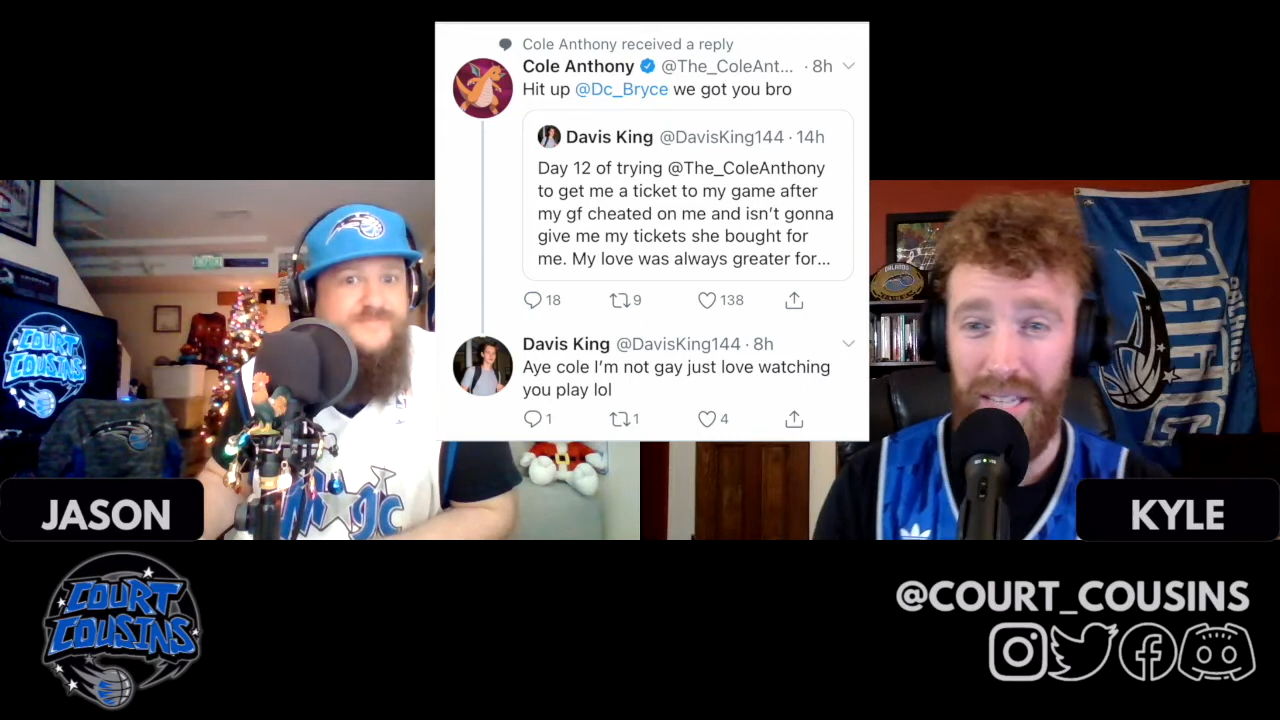 Cole Anthony received a reply
Cole Anthony @The_ColeAnt... · 8h
Hit up @Dc_Bryce we got you bro
Davis King @DavisKing144 · 14h
Day 12 of trying @The_ColeAnthony
to get me a ticket to my game after
my gf cheated on me and isn’t gonna
give me my tickets she bought for
me. My love was always greater for...
18 9 138
Davis King @DavisKing144 · 8h
Aye cole I’m not gay just love watching
you play lol
1 1 4
COURT
COUSINS
Magic
MAGIC
ORLANDO
JASON
KYLE
COURT
COUSINS
@COURT_COUSINS